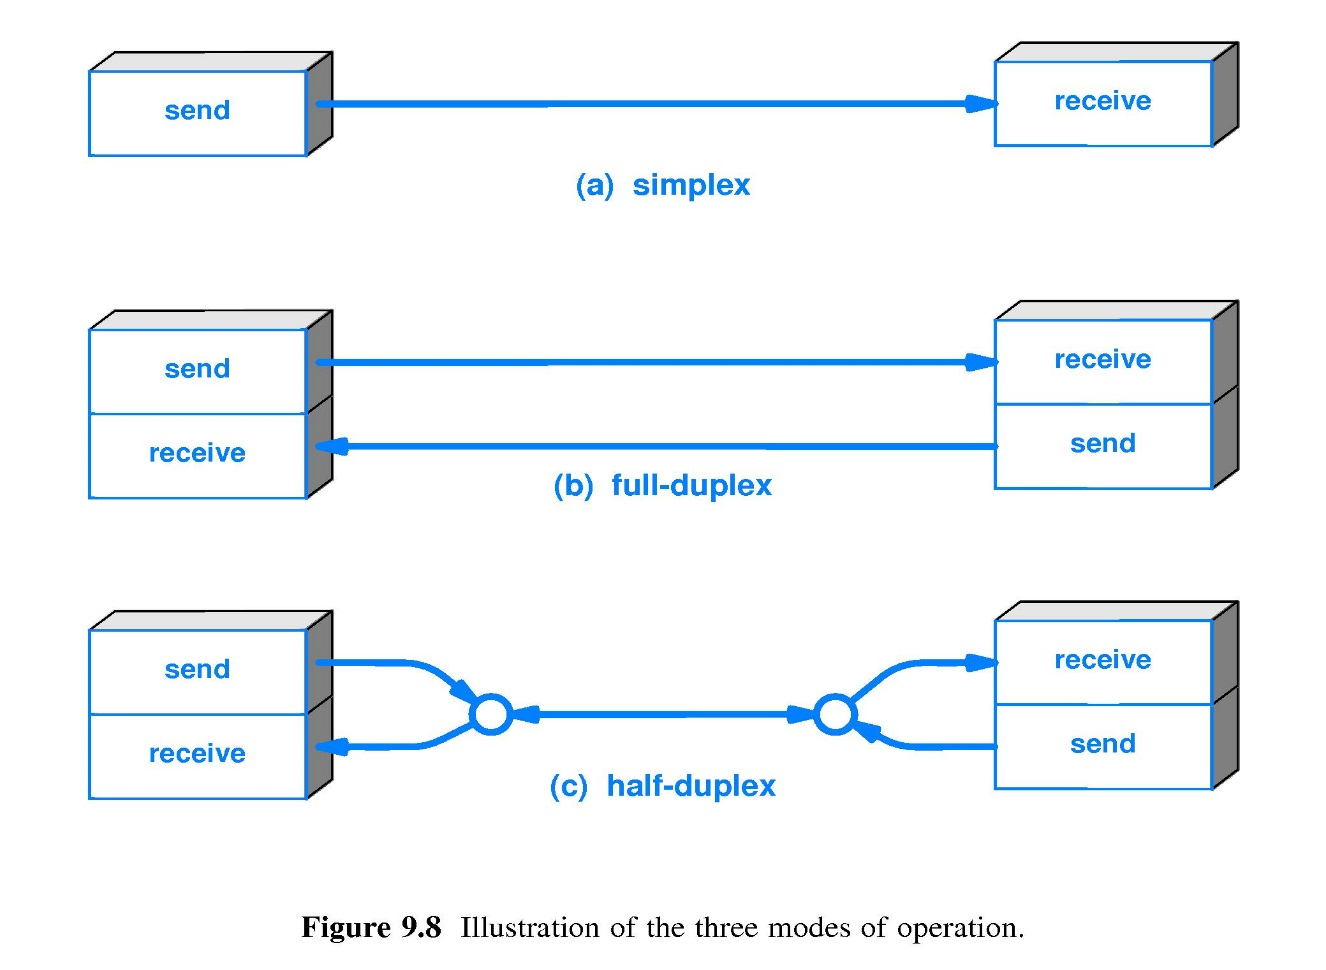 send
receive
(a) simplex
send
receive
receive
send
(b) full-duplex
send
receive
receive
send
(c) half-duplex
Figure 9.8 Illustration of the three modes of operation.